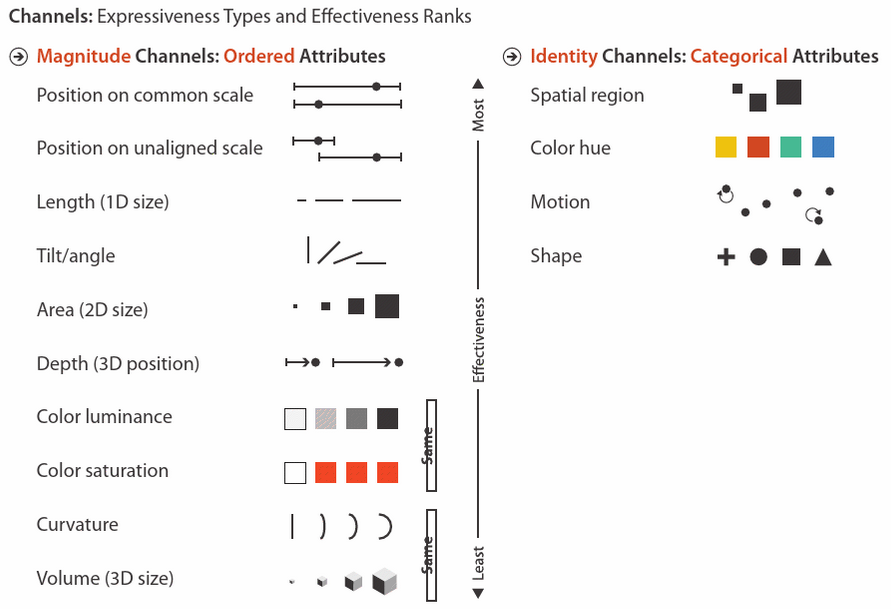 Channels: Expressiveness Types and Effectiveness Ranks
Magnitude Channels: Ordered Attributes
Position on common scale
Position on unaligned scale
Length (1D size)
Tilt/angle
Area (2D size)
Depth (3D position)
Color luminance
Color saturation
Curvature
Volume (3D size)
Same
Same
Most
Effectiveness
Least
Identity Channels: Categorical Attributes
Spatial region
Color hue
Motion
Shape